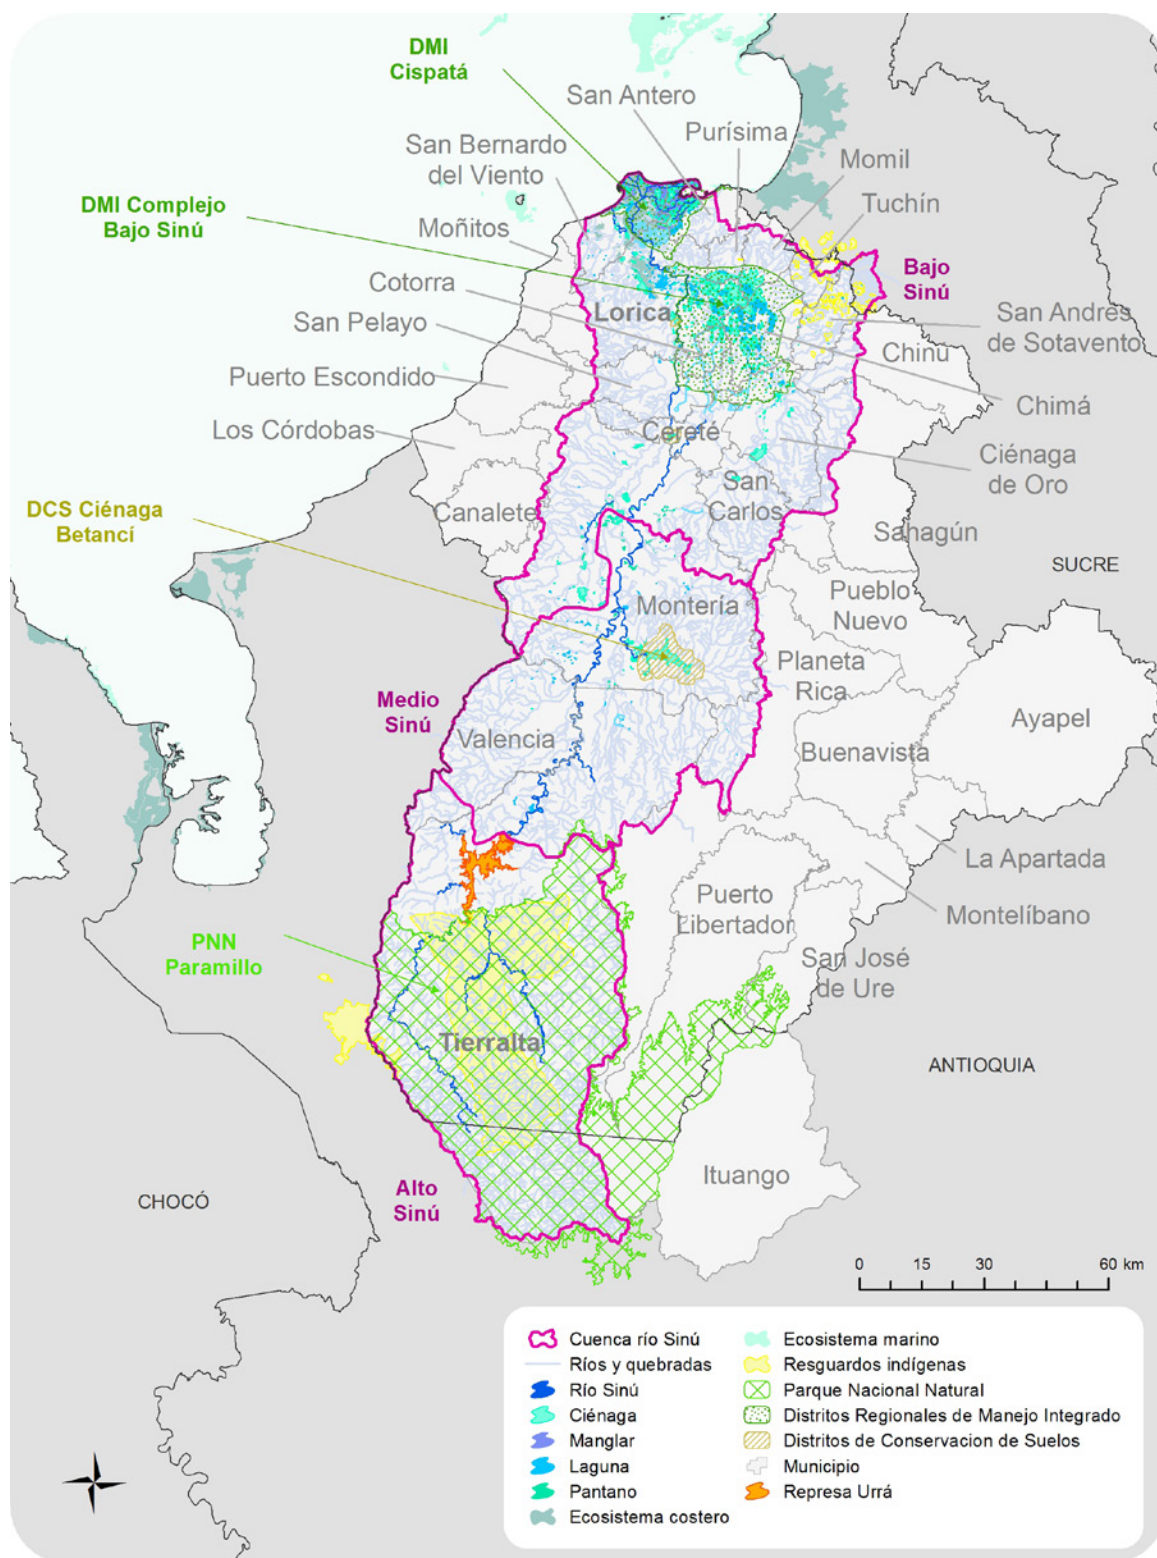 DMI
Cispatá
San Antero
Purísima
San Bernardo
del Viento
Momil
DMI Complejo
Bajo Sinú
Tuchín
Moñitos
Bajo
Sinú
Cotorra
Lorica
San Andrés
de Sotavento
San Pelayo
Chinú
Puerto Escondido
Chimá
Los Córdobas
Cereté
Ciénaga
de Oro
San
Carlos
DCS Ciénaga
Betancí
Canalete
Sahagún
SUCRE
Montería
Pueblo
Nuevo
Planeta
Rica
Medio
Sinú
Ayapel
Valencia
Buenavista
La Apartada
Puerto
Libertador
Montelíbano
PNN
Paramillo
San José
de Ure
Tierralta
ANTIOQUIA
Ituango
Alto
Sinú
CHOCÓ
0 15 30 60 km
Cuenca río Sinú
Ríos y quebradas
Río Sinú
Ciénaga
Manglar
Laguna
Pantano
Ecosistema costero
Ecosistema marino
Resguardos indígenas
Parque Nacional Natural
Distritos Regionales de Manejo Integrado
Distritos de Conservacion de Suelos
Municipio
Represa Urrá